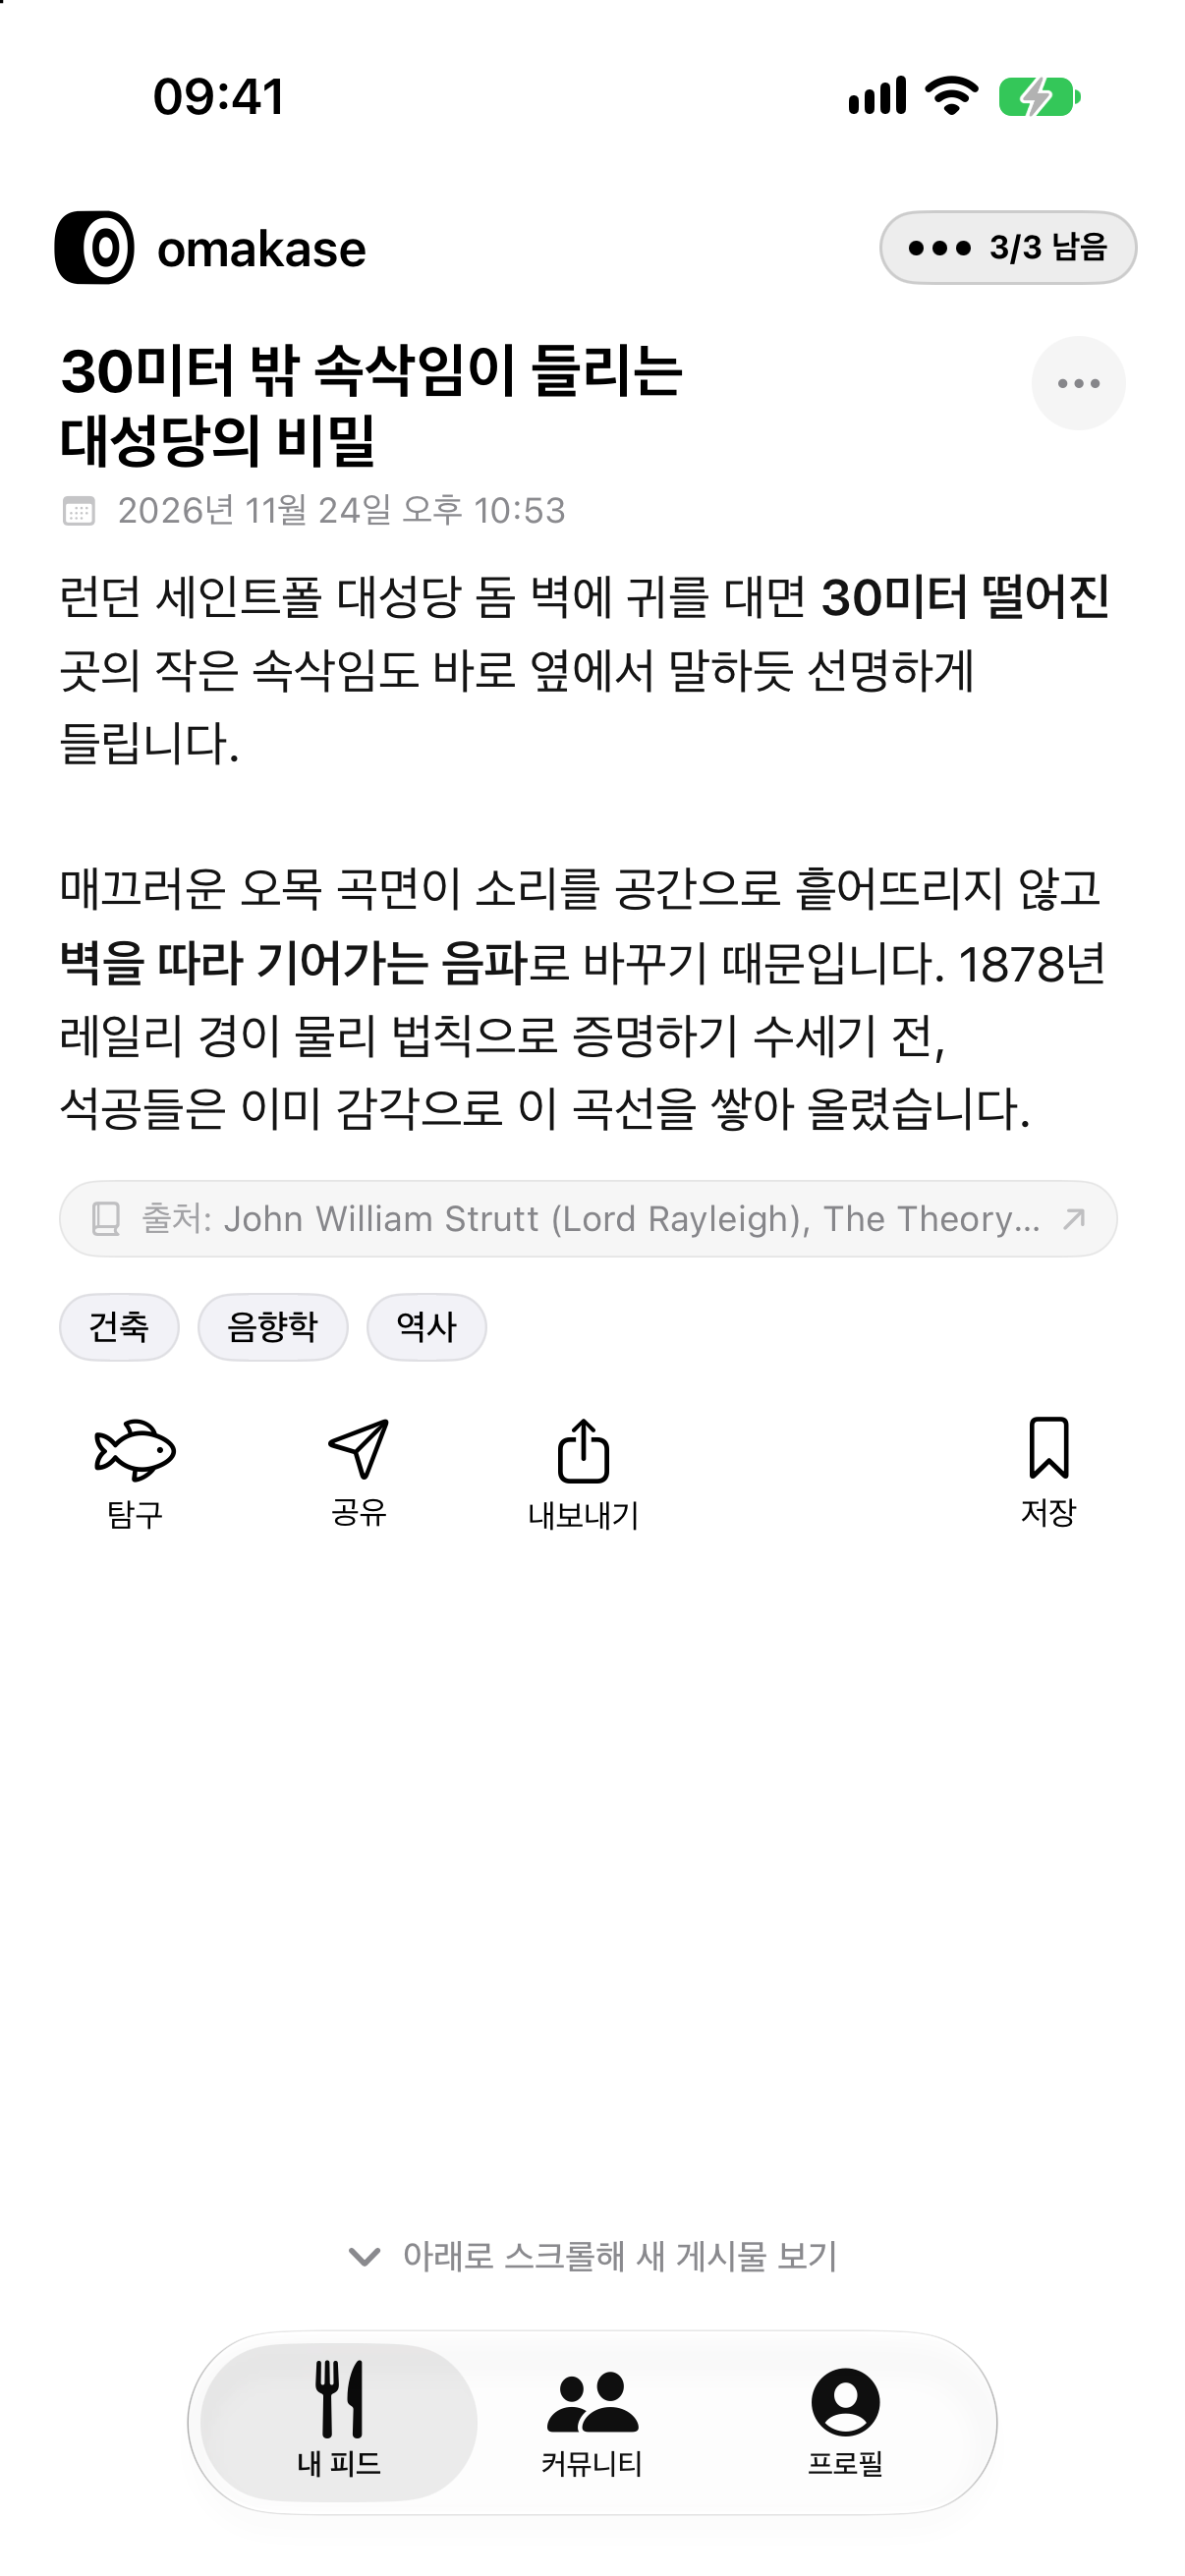 09:41
omakase
3/3 남음
30미터 밖 속삭임이 들리는
대성당의 비밀
2026년 11월 24일 오후 10:53
런던 세인트폴 대성당 돔 벽에 귀를 대면 30미터 떨어진
곳의 작은 속삭임도 바로 옆에서 말하듯 선명하게
들립니다.
매끄러운 오목 곡면이 소리를 공간으로 흩어뜨리지 않고
벽을 따라 기어가는 음파로 바꾸기 때문입니다. 1878년
레일리 경이 물리 법칙으로 증명하기 수세기 전,
석공들은 이미 감각으로 이 곡선을 쌓아 올렸습니다.
출처: John William Strutt (Lord Rayleigh), The Theory...
건축 음향학 역사
탐구 공유 내보내기 저장
아래로 스크롤해 새 게시물 보기
내 피드 커뮤니티 프로필